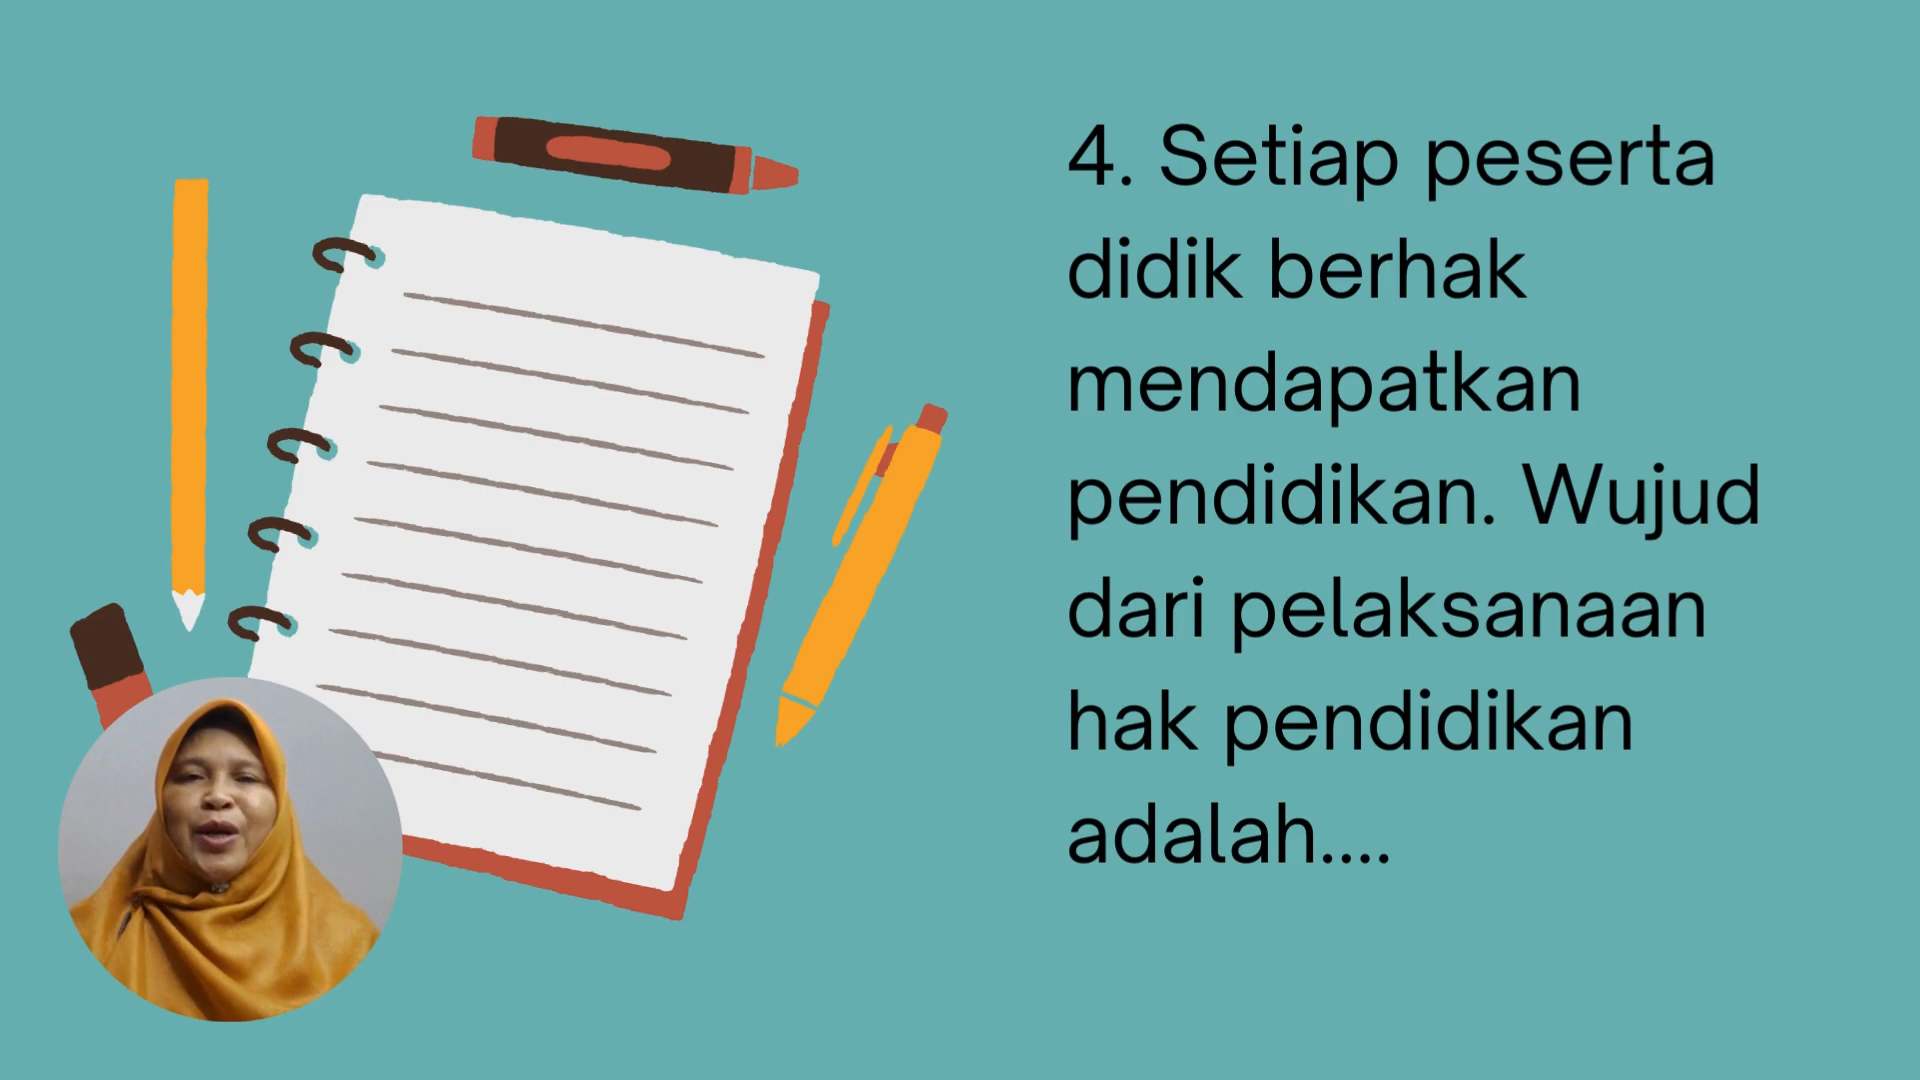 4. Setiap peserta
didik berhak
mendapatkan
pendidikan. Wujud
dari pelaksanaan
hak pendidikan
adalah....